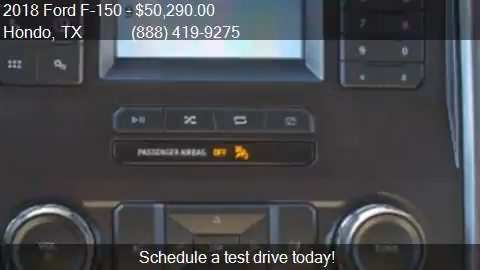 2018 Ford F-150 - $50,290.00
Hondo, TX (888) 419-9275
PASSENGER AIRBAG OFF
Schedule a test drive today!